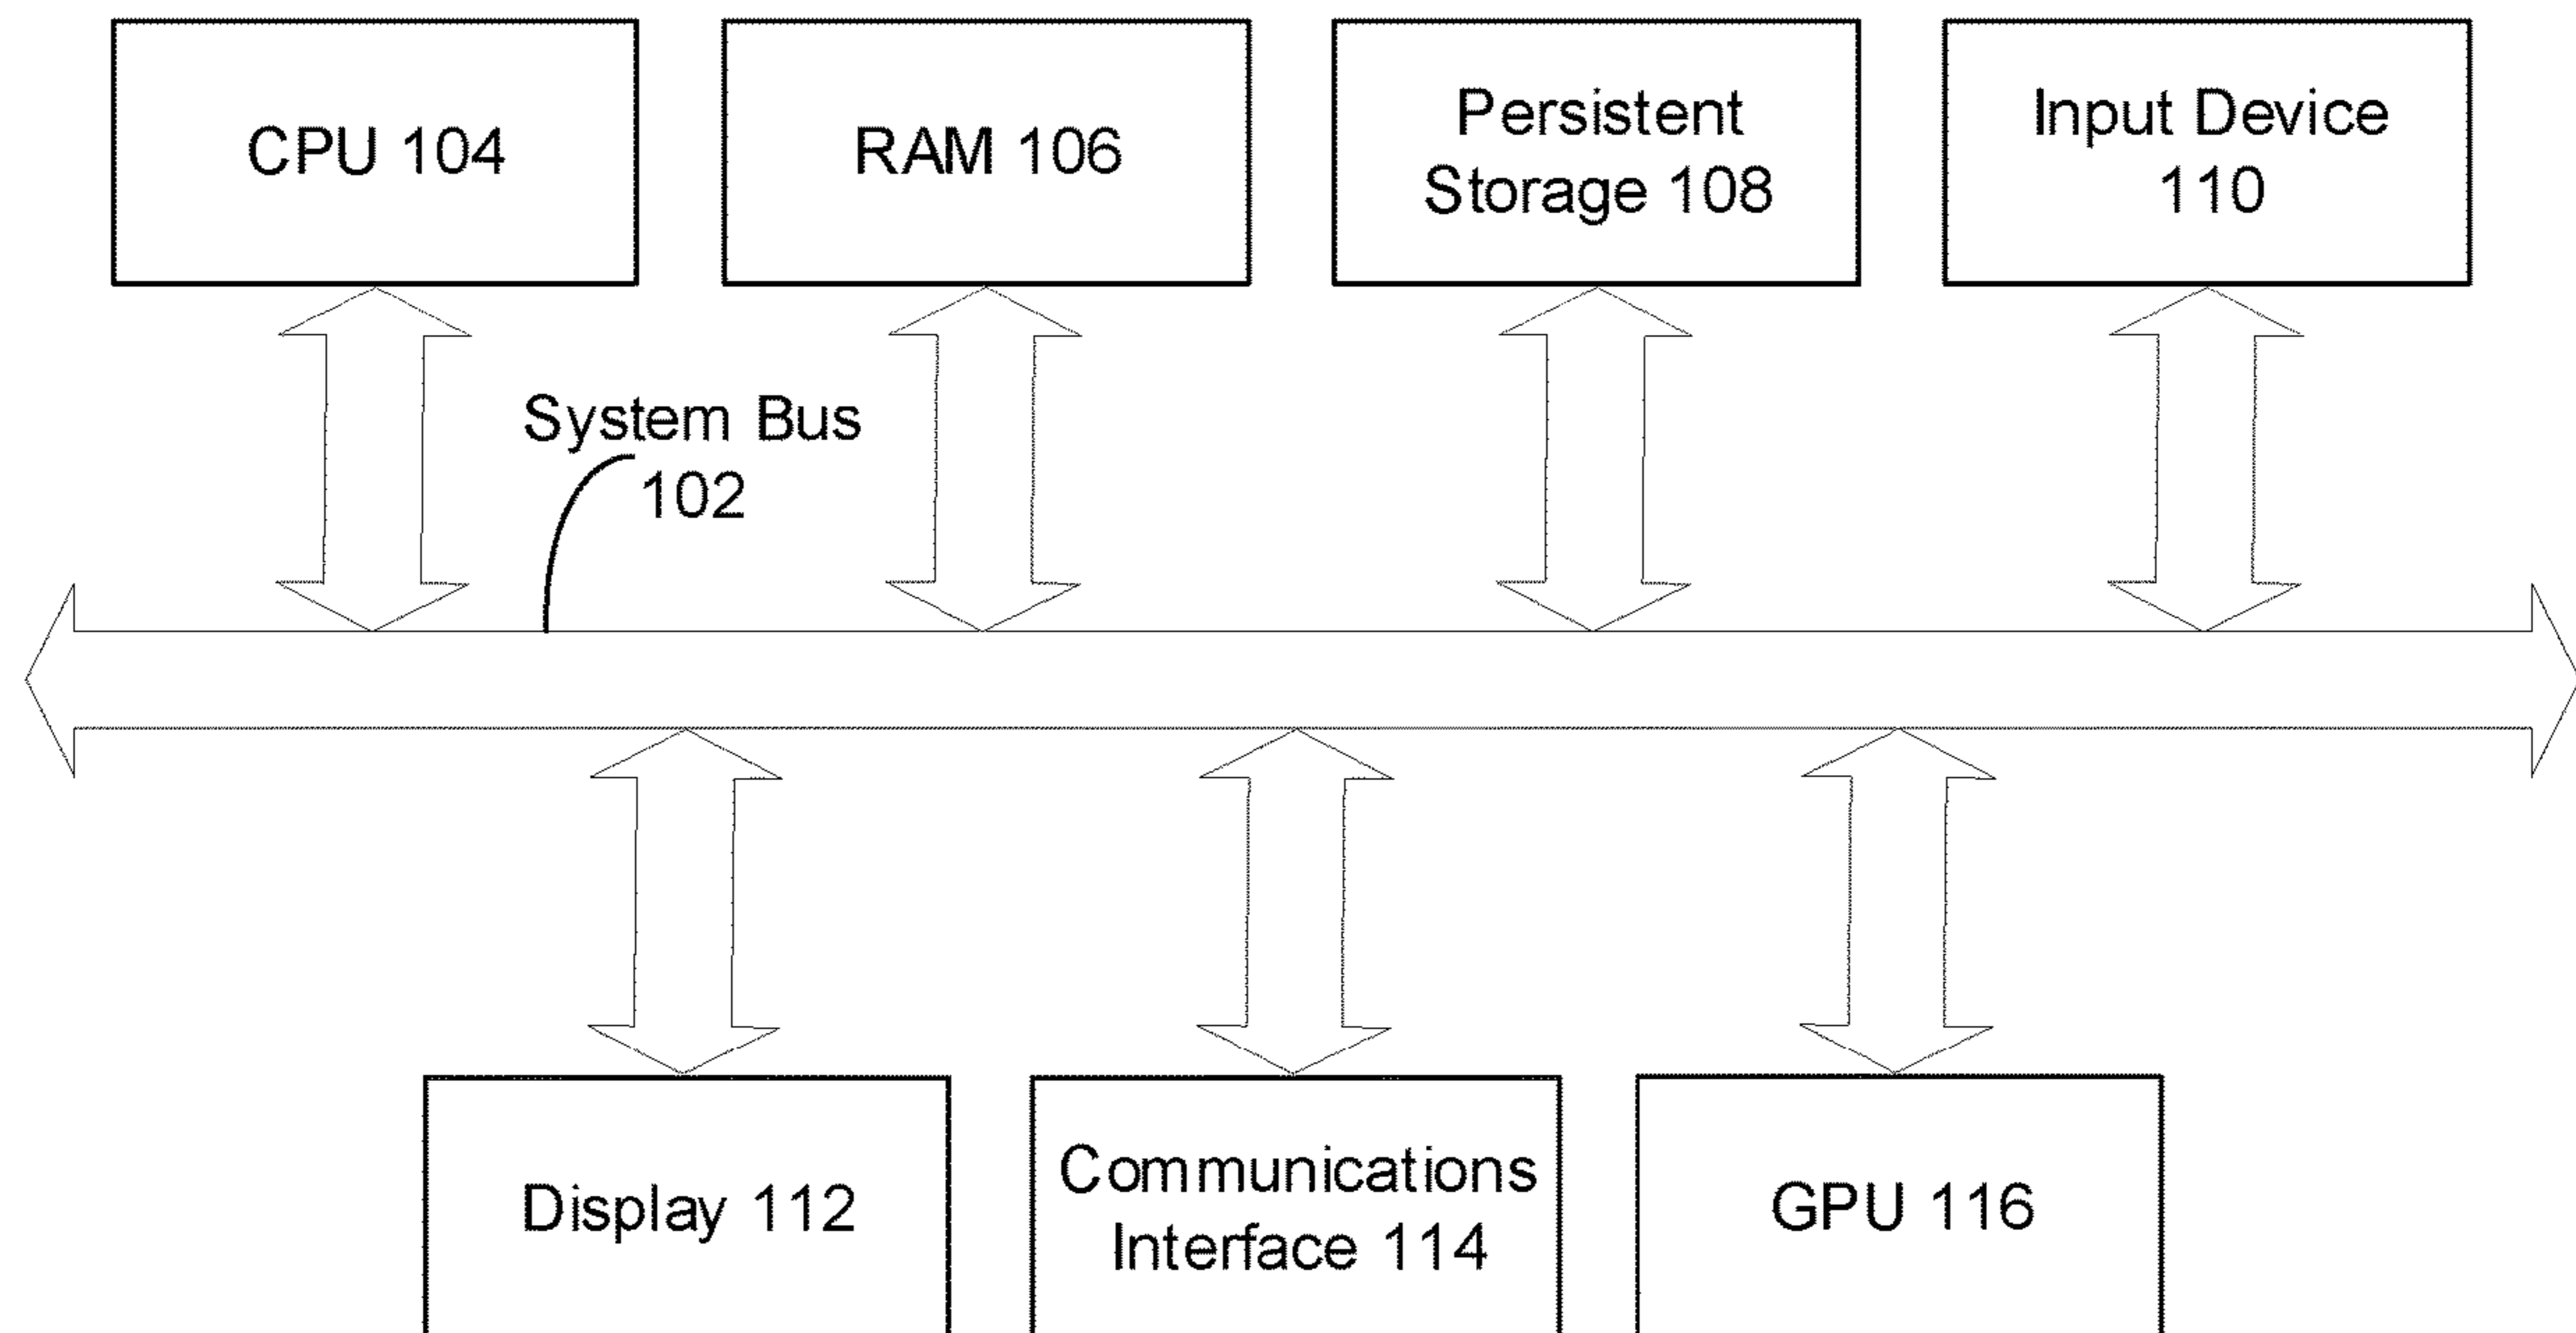 CPU 104
RAM 106
Persistent
Storage 108
Input Device
110
System Bus
102
Display 112
Communications
Interface 114
GPU 116